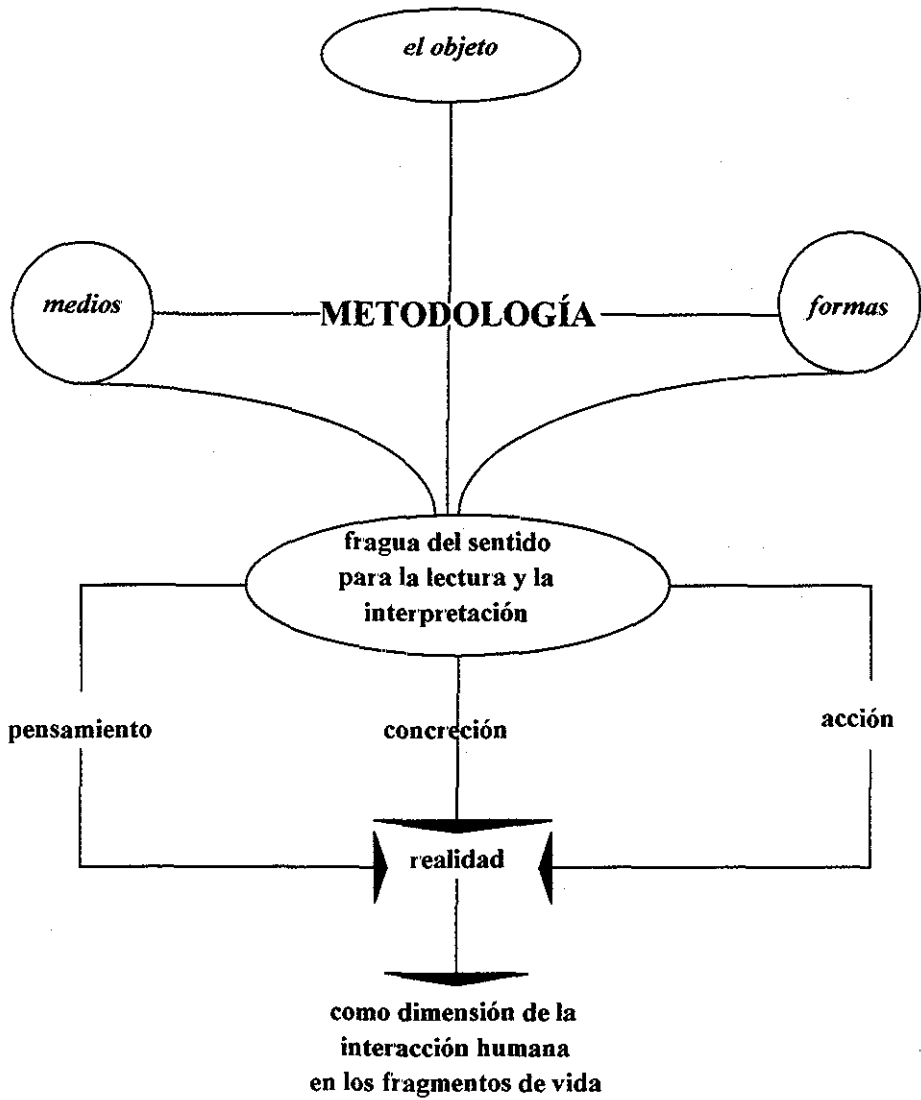 el objeto
medios
METODOLOGÍA
formas
fragua del sentido
para la lectura y la
interpretación
pensamiento
concreción
acción
realidad
como dimensión de la
interacción humana
en los fragmentos de vida